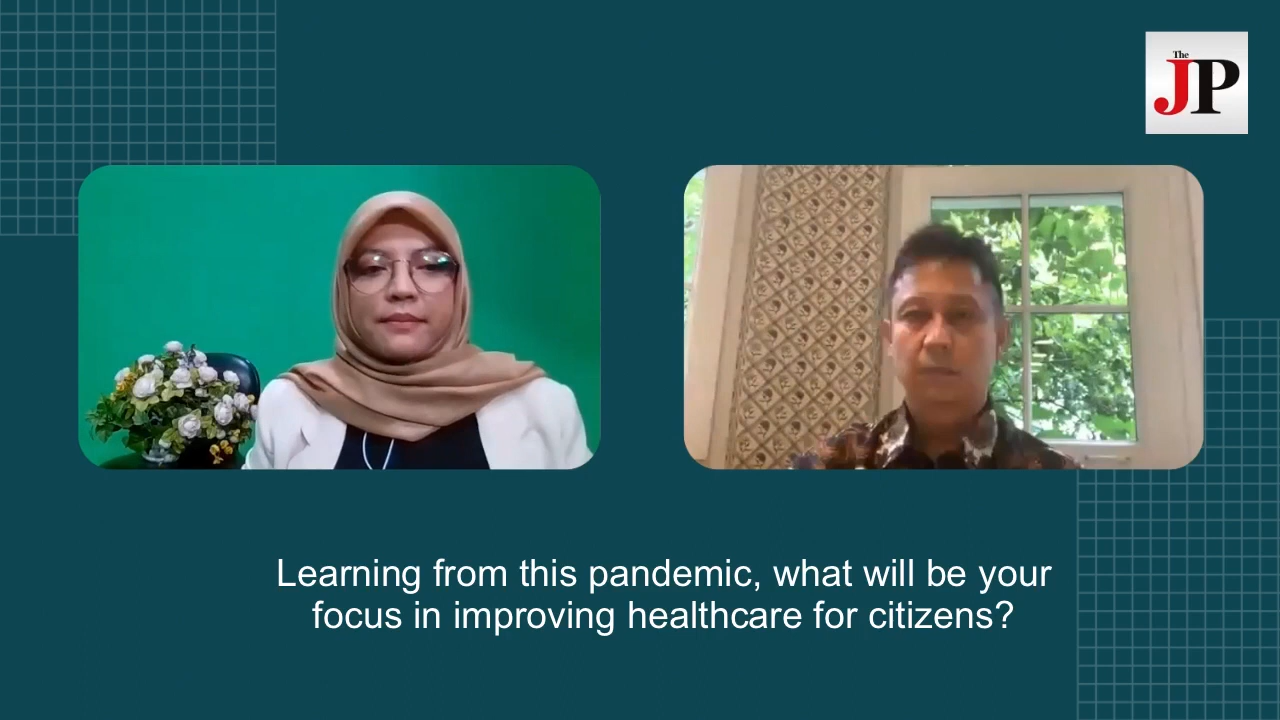 The
JP
Learning from this pandemic, what will be your
focus in improving healthcare for citizens?